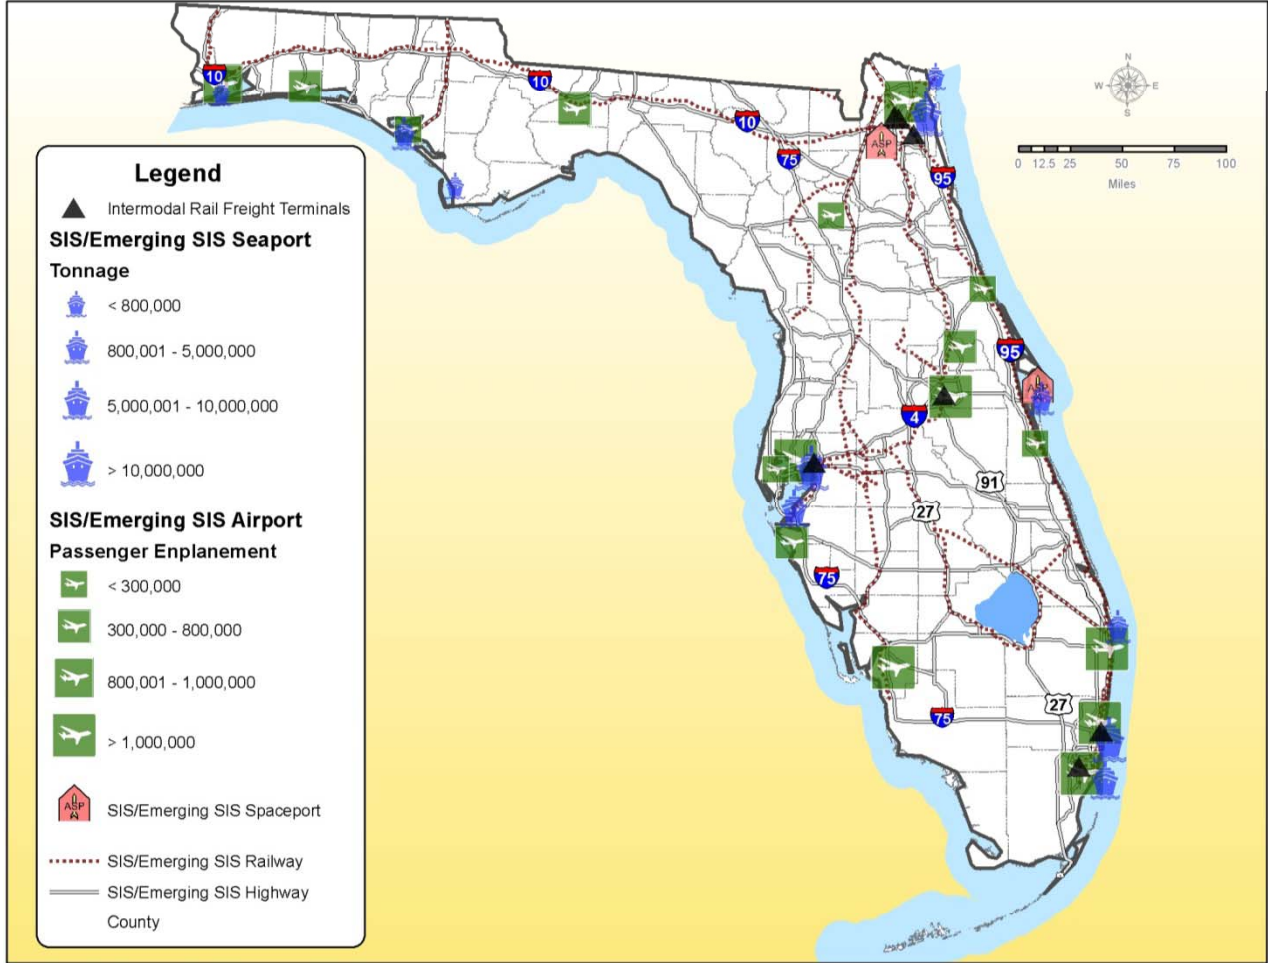 Legend
Intermodal Rail Freight Terminals
SIS/Emerging SIS Seaport
Tonnage
< 800,000
800,001 - 5,000,000
5,000,001 - 10,000,000
> 10,000,000
SIS/Emerging SIS Airport
Passenger Enplanement
< 300,000
300,000 - 800,000
800,001 - 1,000,000
> 1,000,000
ASP
SIS/Emerging SIS Spaceport
SIS/Emerging SIS Railway
SIS/Emerging SIS Highway
County
10
10
10
75
95
ASP
95
ASP
4
91
27
75
27
75
N
W E
S
0 12.5 25 50 75 100
Miles